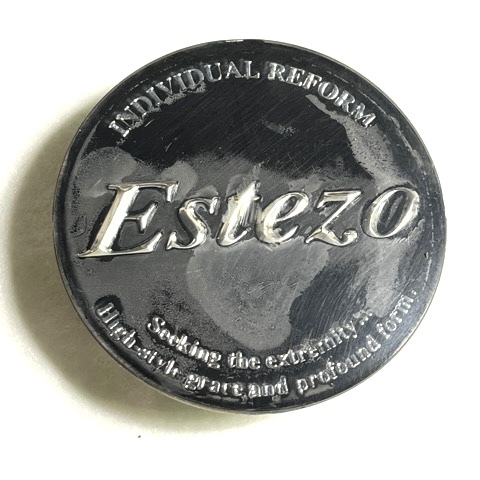 INDIVIDUAL REFORM
Estezo
Seeking the extremity
High-style grace and profound form.